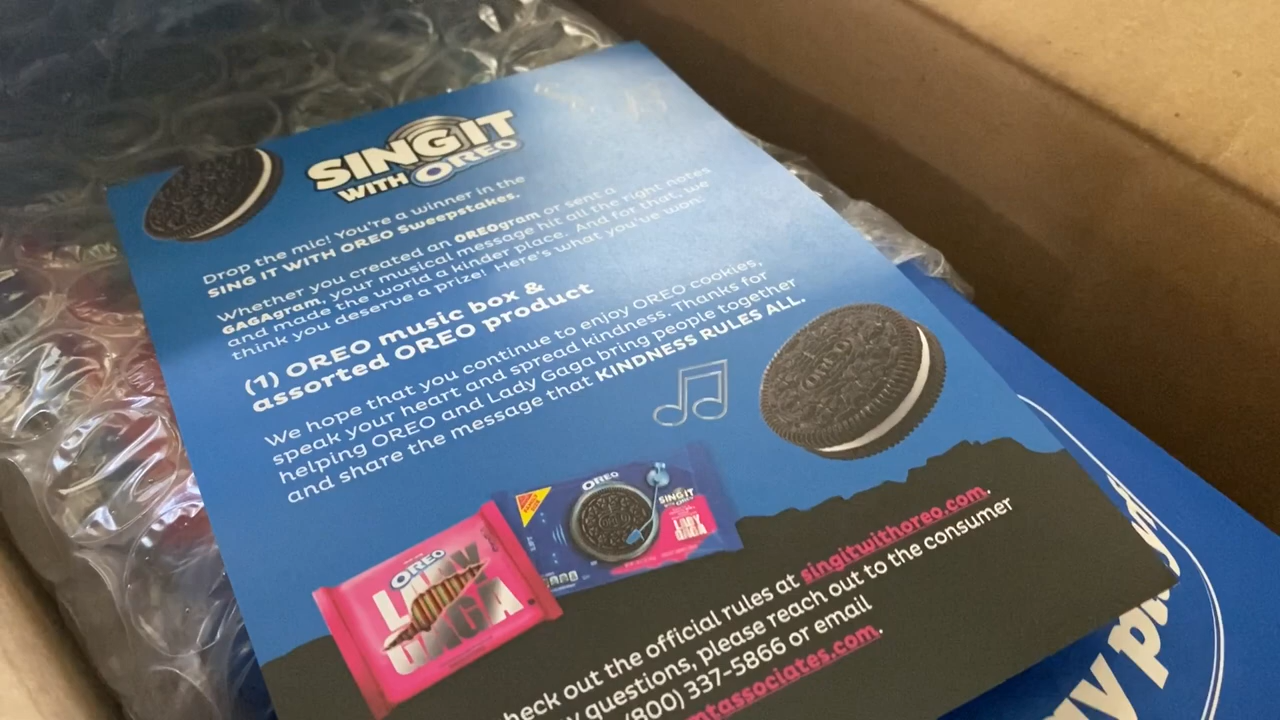 SING IT
WITH OREO
Drop the mic! You're a winner in the
SING IT WITH OREO Sweepstakes.
Whether you created an OREOgram or sent a
GAGAgram, your musical message hit all the right notes
and made the world a kinder place. And for that, we
think you deserve a prize! Here's what you've won:
(1) OREO music box &
assorted OREO product
We hope that you continue to enjoy OREO cookies,
speak your heart and spread kindness. Thanks for
helping OREO and Lady Gaga bring people together
and share the message that KINDNESS RULES ALL.
OREO
OREO
SING IT
WITH OREO
LADY
GAGA
OREO
LADY
GAGA
heck out the official rules at singitwithoreo.com.
y questions, please reach out to the consumer
(800) 337-5866 or email
mtassociates.com.